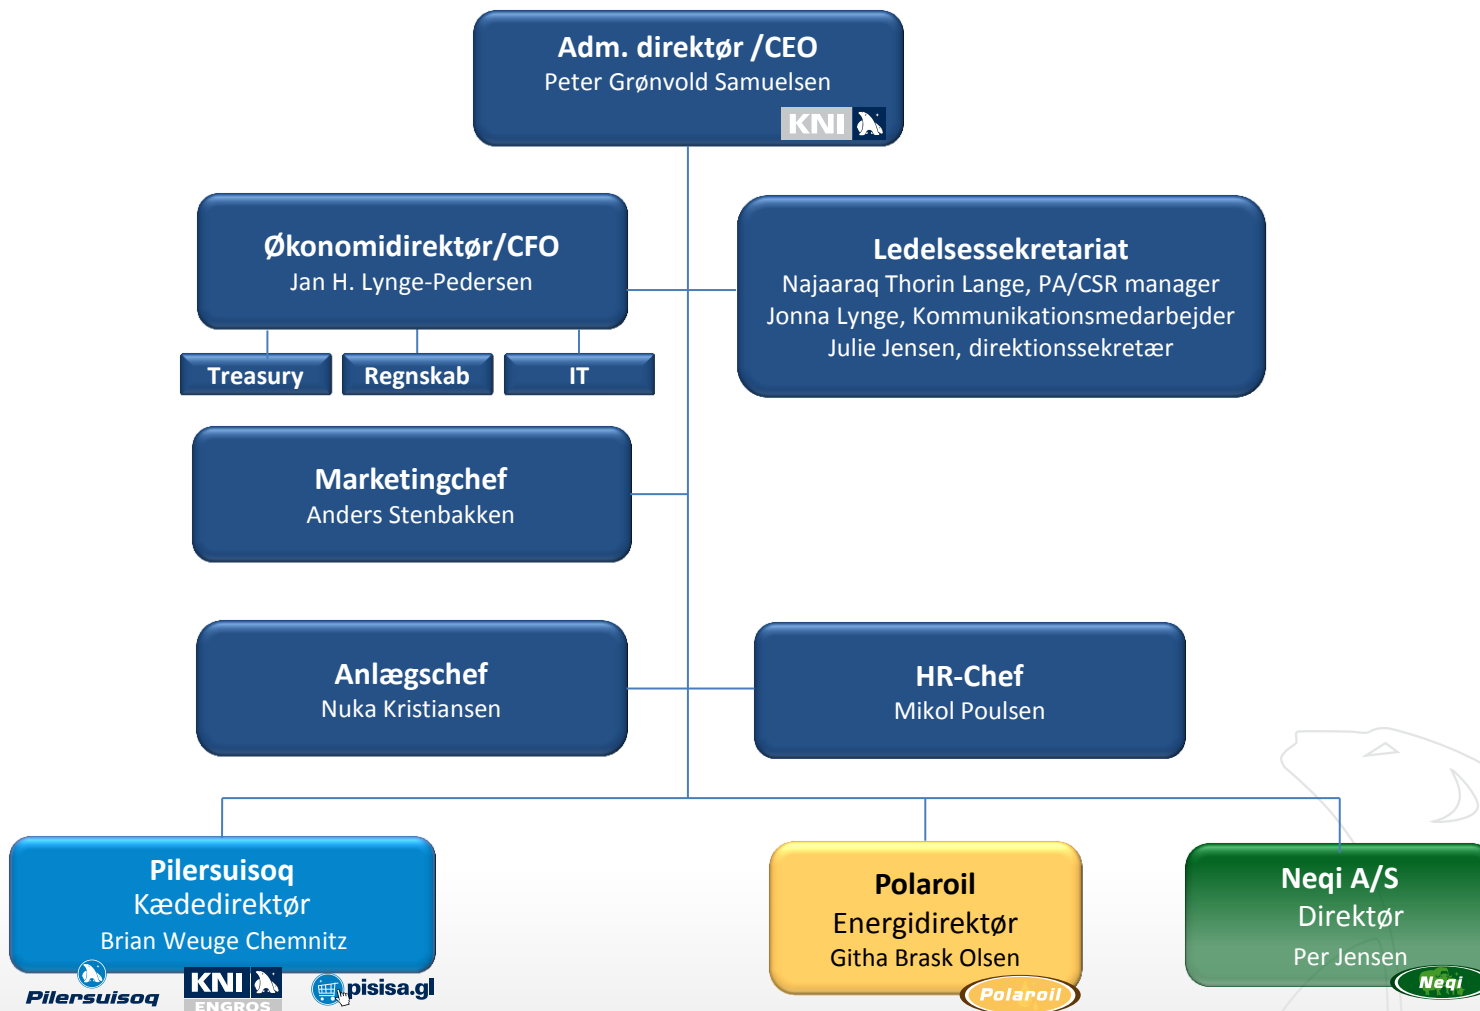 Adm. direktør /CEO
Peter Grønvold Samuelsen
KNI
Økonomidirektør/CFO
Jan H. Lynge-Pedersen
Treasury
Regnskab
IT
Ledelsessekretariat
Najaaraq Thorin Lange, PA/CSR manager
Jonna Lynge, Kommunikationsmedarbejder
Julie Jensen, direktionssekretær
Marketingchef
Anders Stenbakken
Anlægschef
Nuka Kristiansen
HR-Chef
Mikol Poulsen
Pilersuisoq
Kædedirektør
Brian Weuge Chemnitz
Pilersuisoq
KNI
ENGROS
pisisa.gl
Polaroil
Energidirektør
Githa Brask Olsen
Polaroil
Neqi A/S
Direktør
Per Jensen
Neqi